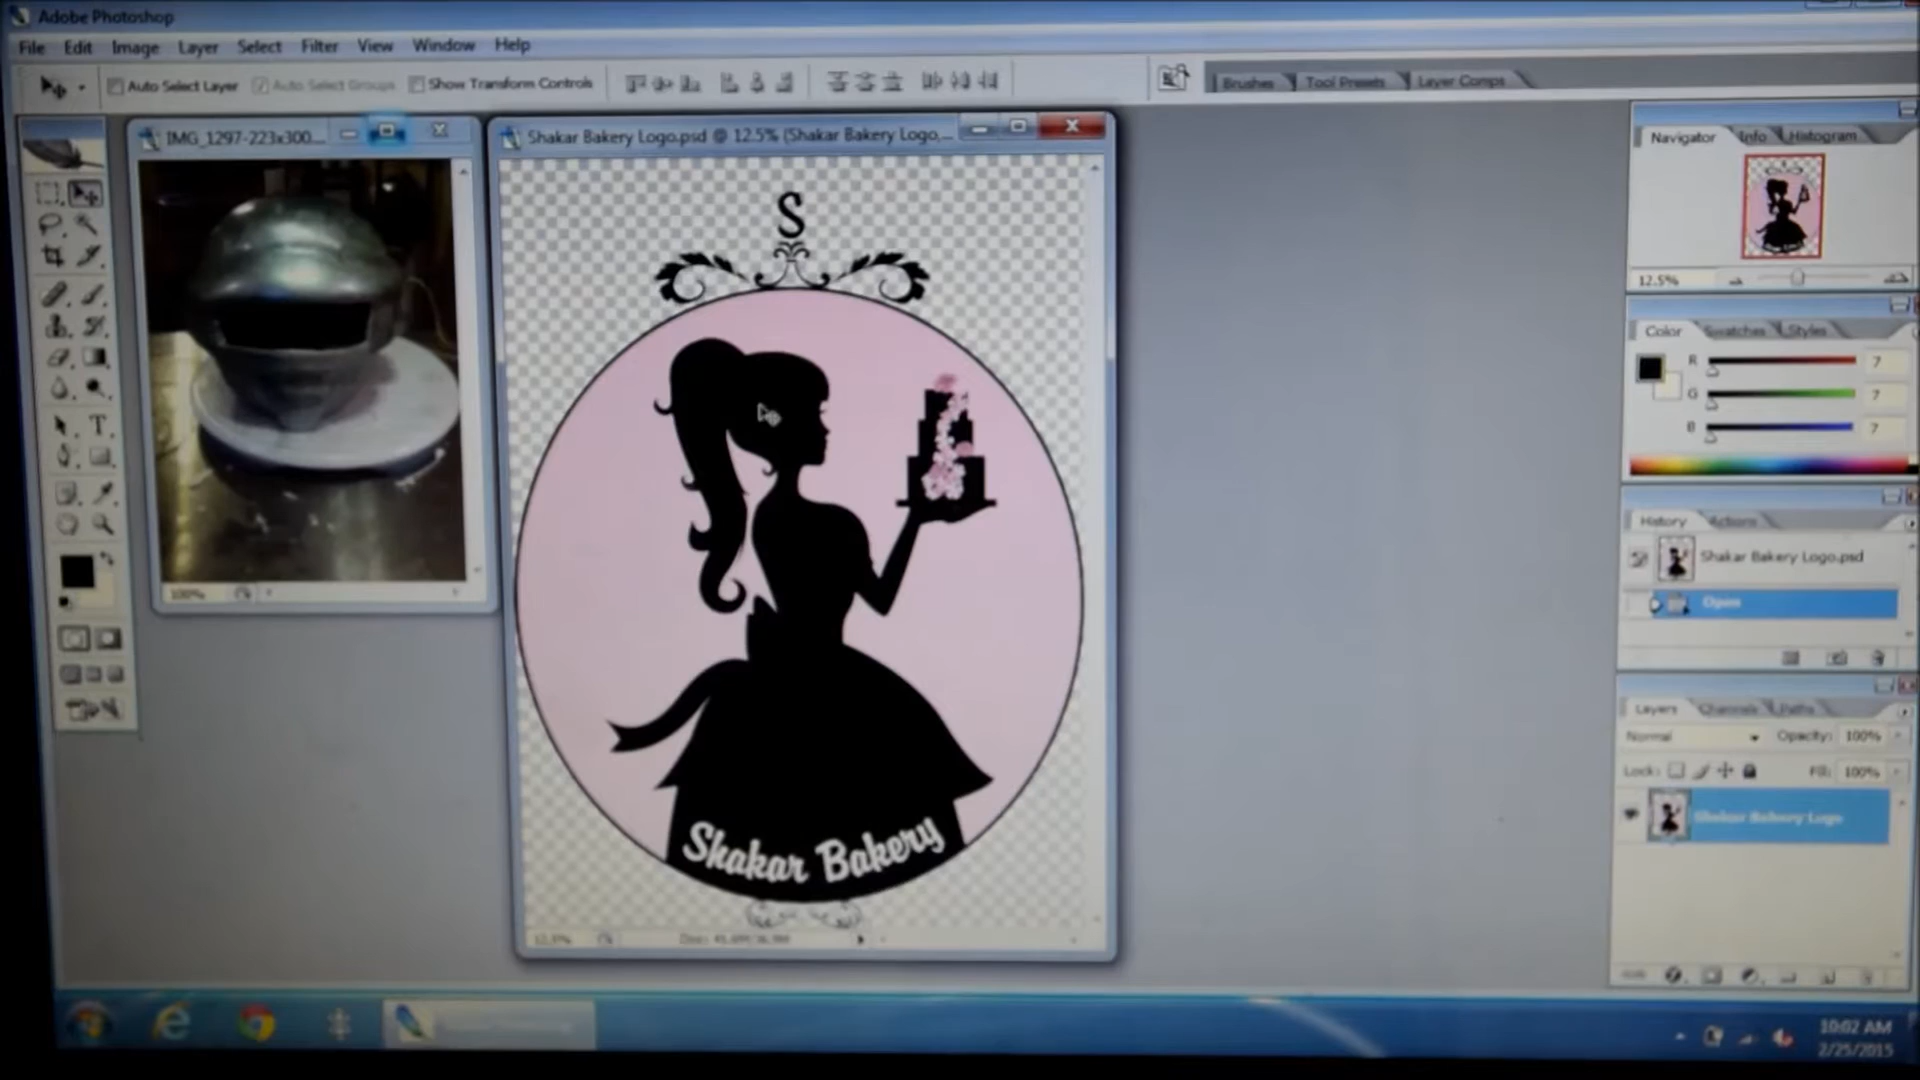 Adobe Photoshop
File Edit Image Layer Select Filter View Window Help
Auto Select Layer Auto Select Groups Show Transform Controls
Brushes Tool Presets Layer Comps
IMG_1297-223x300....
Shakar Bakery Logo.psd @ 12.5% (Shakar Bakery Logo,...
Navigator Info Histogram
12.5%
Color Swatches Styles
R 7
G 7
B 7
History Actions
Shakar Bakery Logo.psd
Open
Layers Channels Paths
Normal Opacity: 100%
Lock: Fill: 100%
Shakar Bakery Logo
S
Shakar Bakery
T
100%
12.5%
10:02 AM
2/25/2015